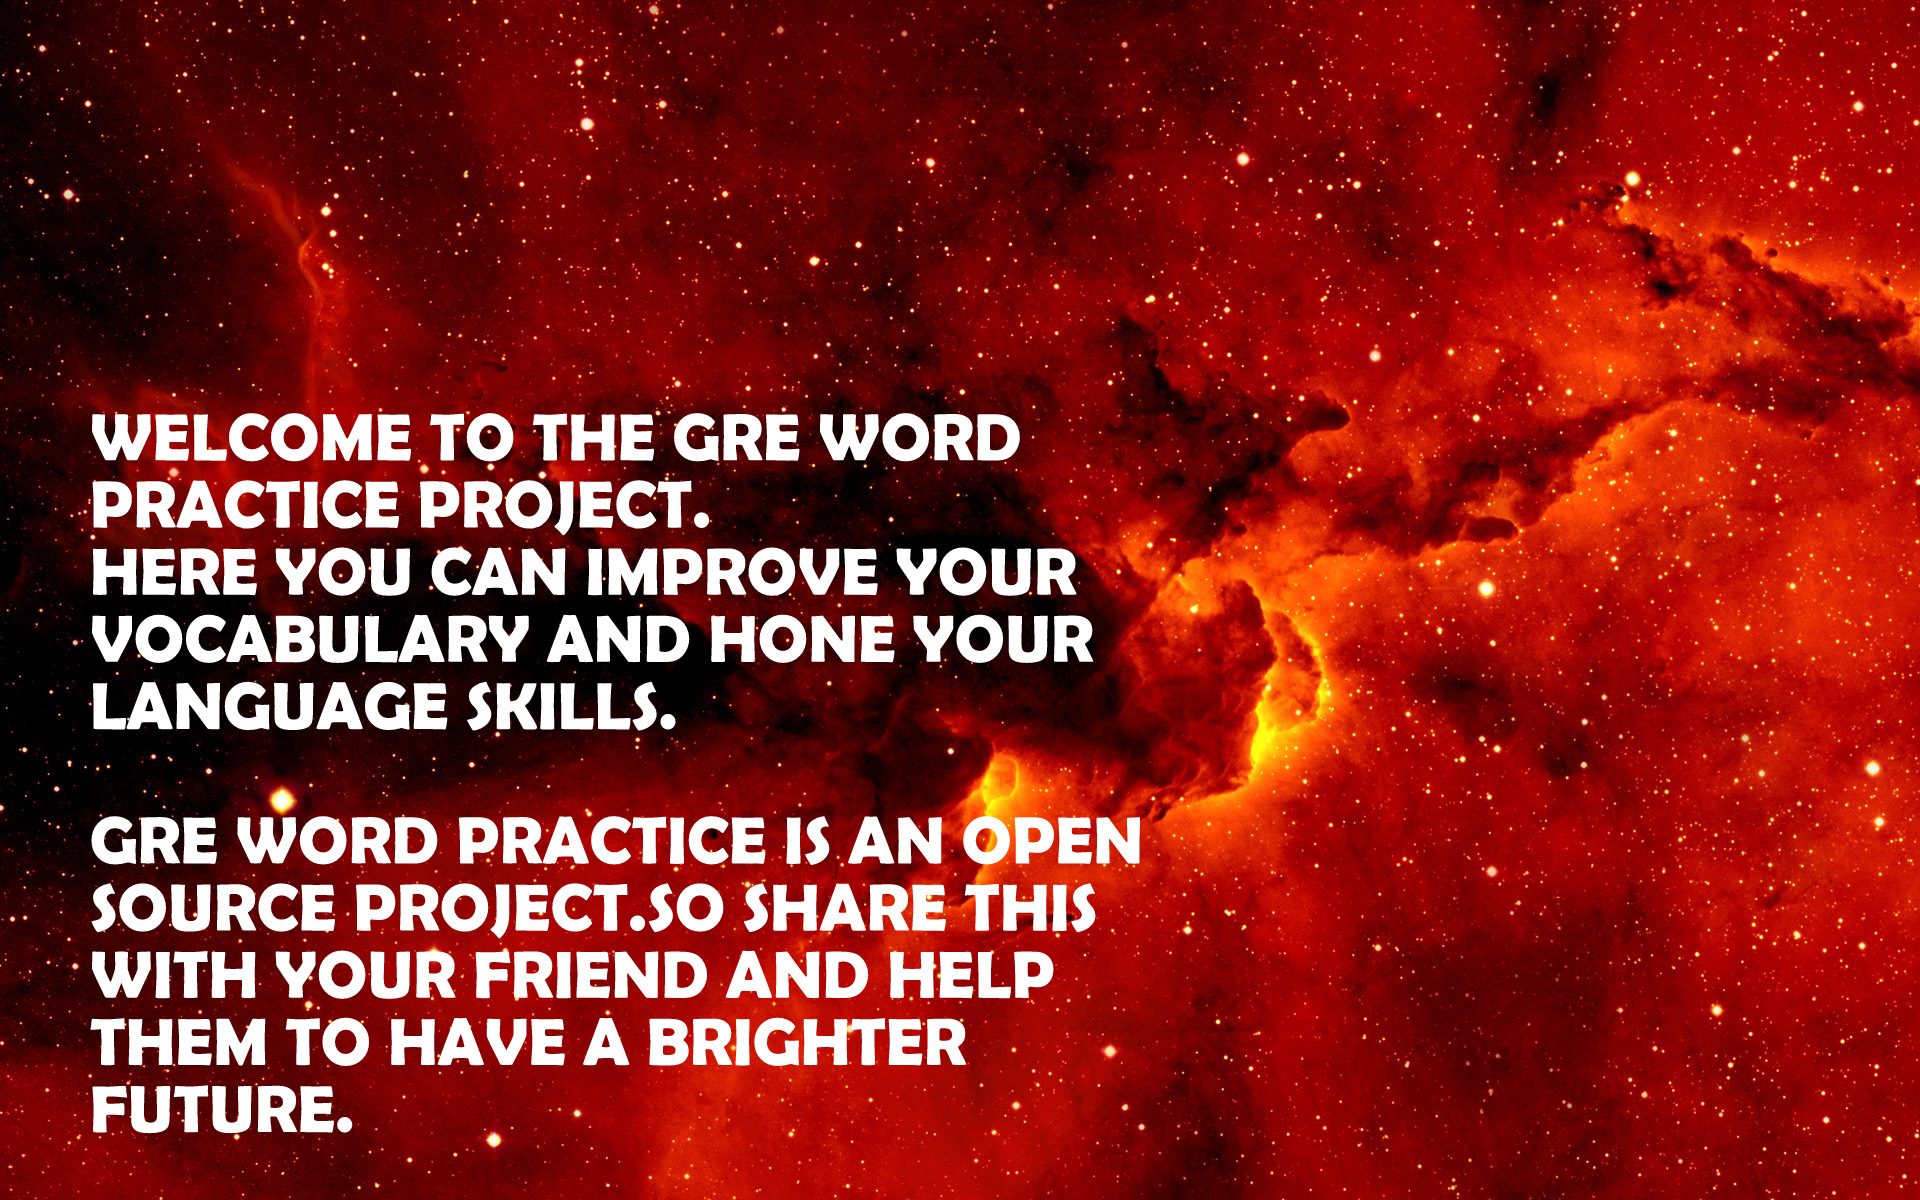 WELCOME TO THE GRE WORD
PRACTICE PROJECT.
HERE YOU CAN IMPROVE YOUR
VOCABULARY AND HONE YOUR
LANGUAGE SKILLS.
GRE WORD PRACTICE IS AN OPEN
SOURCE PROJECT.SO SHARE THIS
WITH YOUR FRIEND AND HELP
THEM TO HAVE A BRIGHTER
FUTURE.